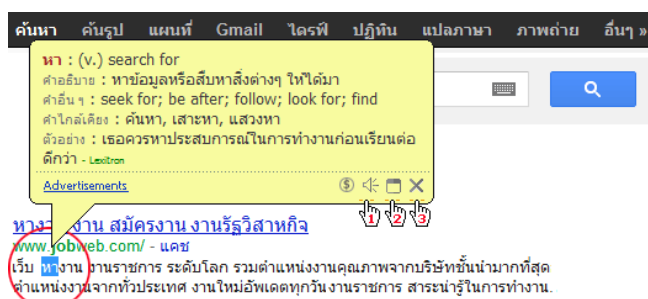 ค้นหา ค้นรูป แผนที่ Gmail ไดรฟ์ ปฏิทิน แปลภาษา ภาพถ่าย อื่นๆ »
หา : (v.) search for
คำอธิบาย : หาข้อมูลหรือสืบหาสิ่งต่างๆ ให้ได้มา
คำอื่น ๆ : seek for; be after; follow; look for; find
คำใกล้เคียง : ค้นหา, เสาะหา, แสวงหา
ตัวอย่าง : เธอควรหาประสบการณ์ในการทำงานก่อนเรียนต่อ
ดีกว่า - Lexitron
Advertisements
1 2 3
หางาน สมัครงาน งานรัฐวิสาหกิจ
www.jobweb.com/ - แคช
เว็บ หางาน งานราชการ ระดับโลก รวมตำแหน่งงานคุณภาพจากบริษัทชั้นนำมากที่สุด
ตำแหน่งงานจากทั่วประเทศ งานใหม่อัพเดตทุกวัน งานราชการ สาระน่ารู้ในการทำงาน.